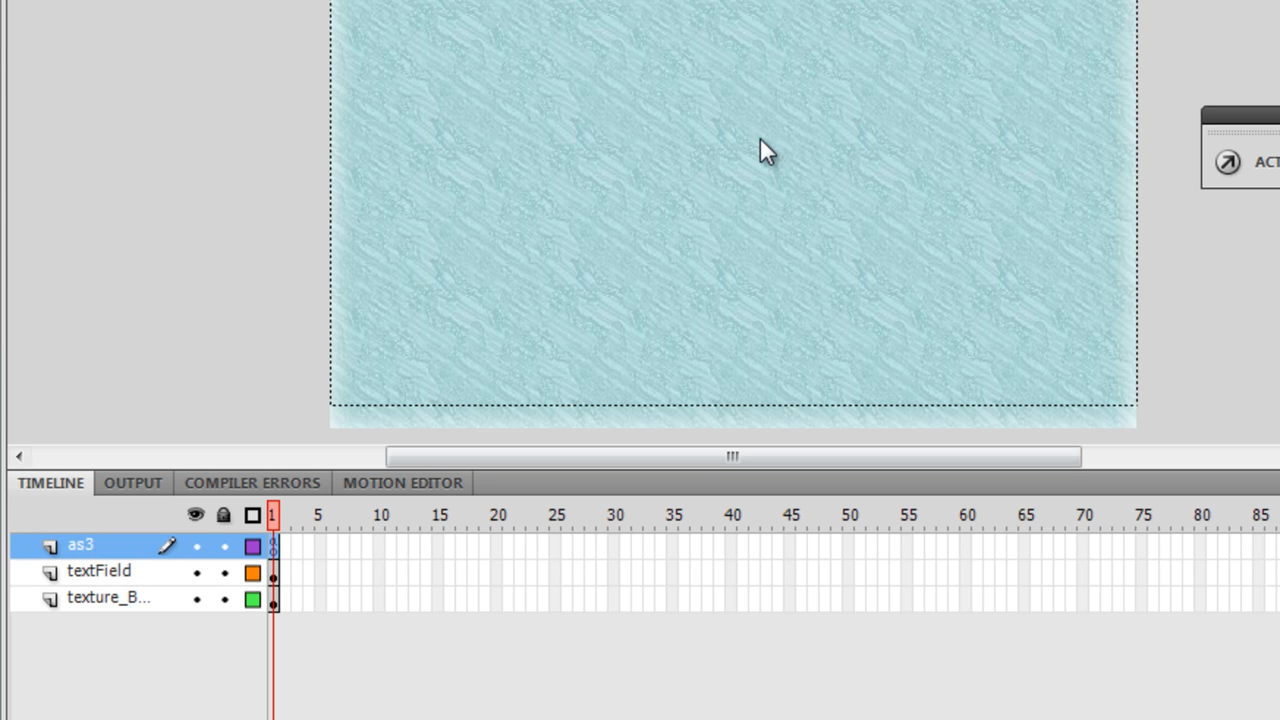 ACT
TIMELINE OUTPUT COMPILER ERRORS MOTION EDITOR
1 5 10 15 20 25 30 35 40 45 50 55 60 65 70 75 80 85
as3
textField
texture_B...